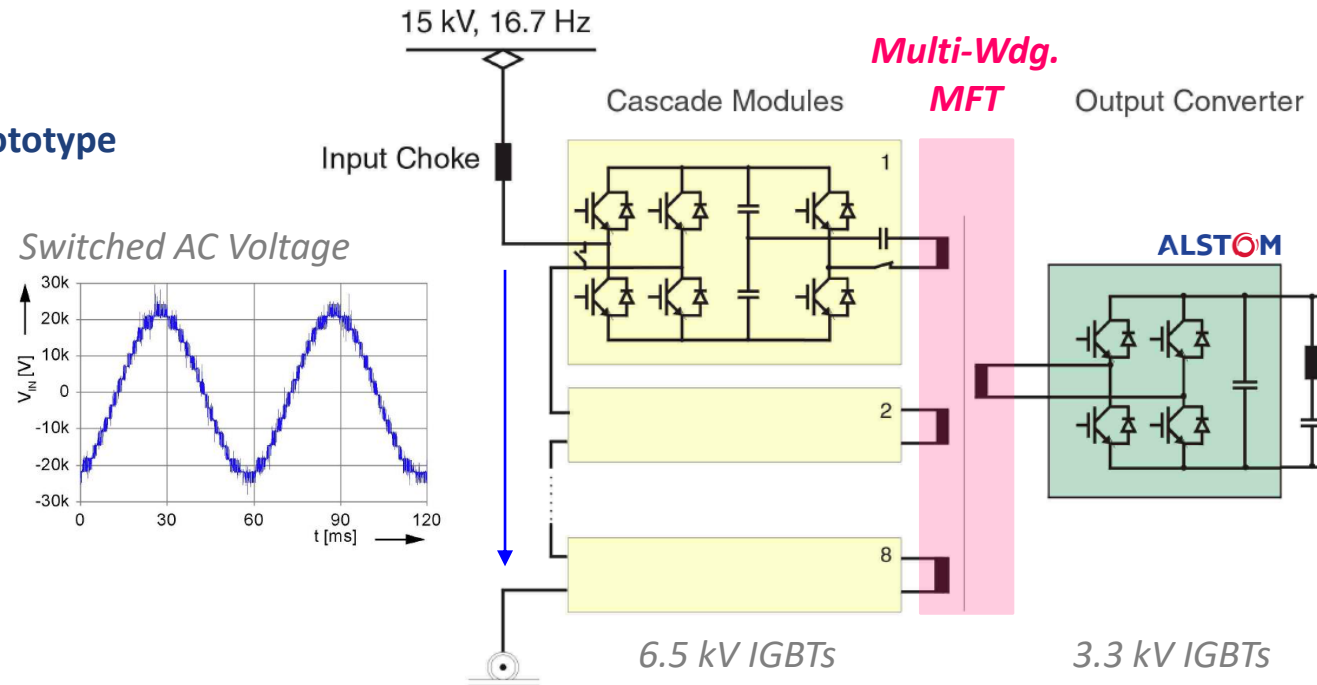 15 kV, 16.7 Hz
Multi-Wdg.
MFT
Cascade Modules
Output Converter
Input Choke
1
Switched AC Voltage
ALSTOM
30k
20k
10k
0
-10k
-20k
-30k
V_IN [V]
0 30 60 90 120
t [ms]
2
8
6.5 kV IGBTs
3.3 kV IGBTs